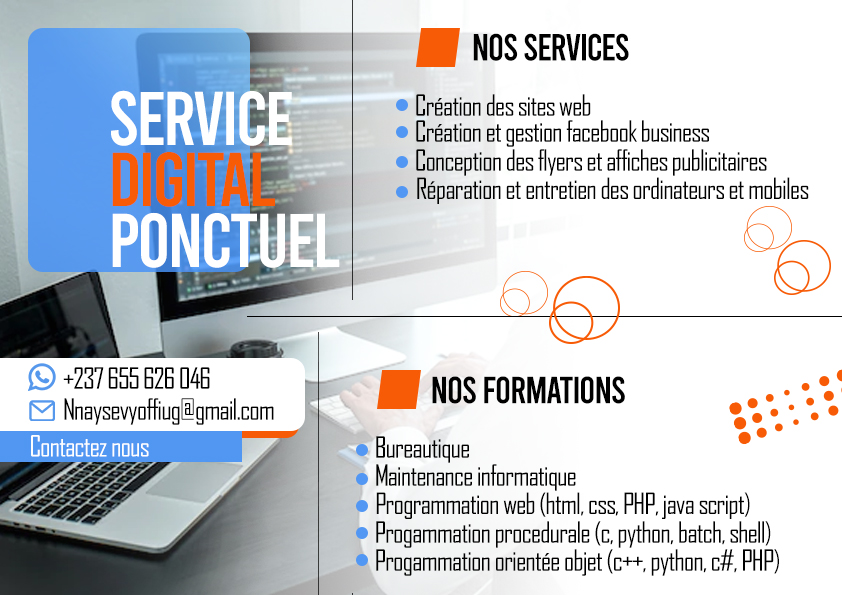 SERVICE
DIGITAL
PONCTUEL
NOS SERVICES
Création des sites web
Création et gestion facebook business
Conception des flyers et affiches publicitaires
Réparation et entretien des ordinateurs et mobiles
+237 655 626 046
Nnaysevyoffiug@gmail.com
Contactez nous
NOS FORMATIONS
Bureautique
Maintenance informatique
Programmation web (html, css, PHP, java script)
Progammation procedurale (c, python, batch, shell)
Progammation orientée objet (c++, python, c#, PHP)